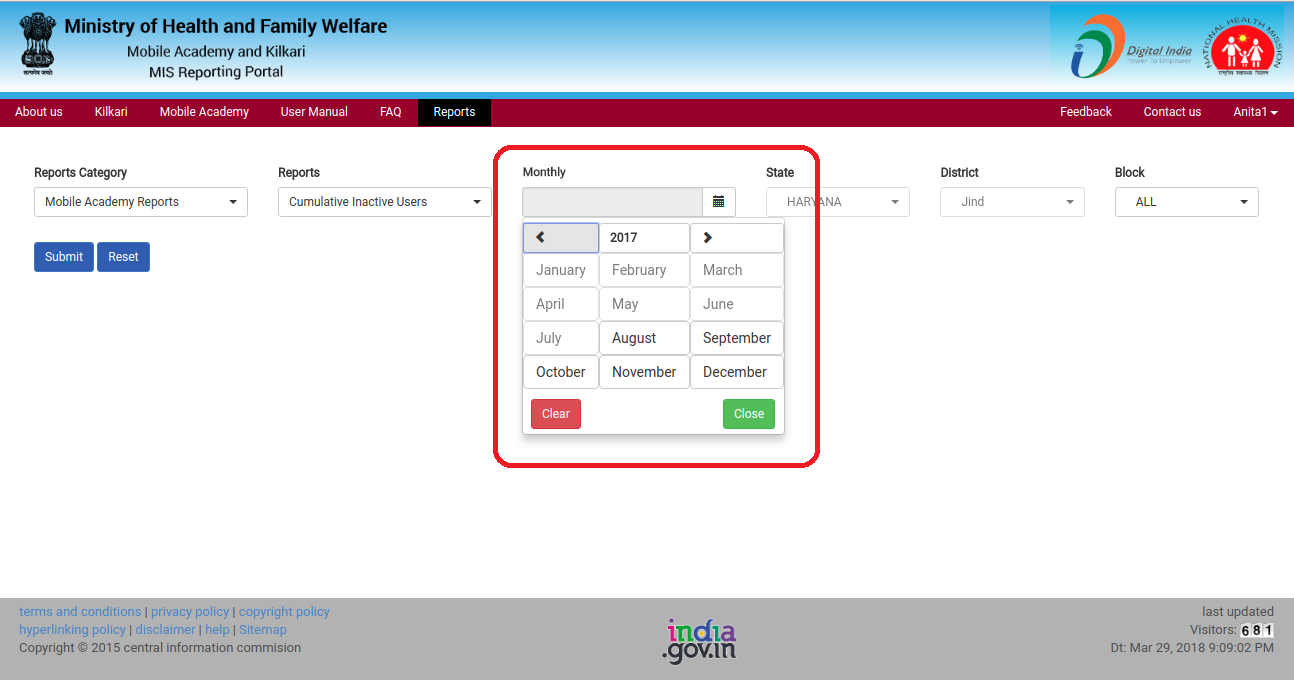 Ministry of Health and Family Welfare
Mobile Academy and Kilkari
MIS Reporting Portal
सत्यमेव जयते
Digital India
Power To Empower
NATIONAL HEALTH MISSION
राष्ट्रीय स्वास्थ्य मिशन
About us Kilkari Mobile Academy User Manual FAQ Reports Feedback Contact us Anita1
Reports Category Reports Monthly State District Block
Mobile Academy Reports Cumulative Inactive Users HARYANA Jind ALL
Submit Reset
2017
January February March
April May June
July August September
October November December
Clear Close
terms and conditions | privacy policy | copyright policy
hyperlinking policy | disclaimer | help | Sitemap
Copyright © 2015 central information commision
india
.gov.in
last updated
Visitors: 681
Dt: Mar 29, 2018 9:09:02 PM